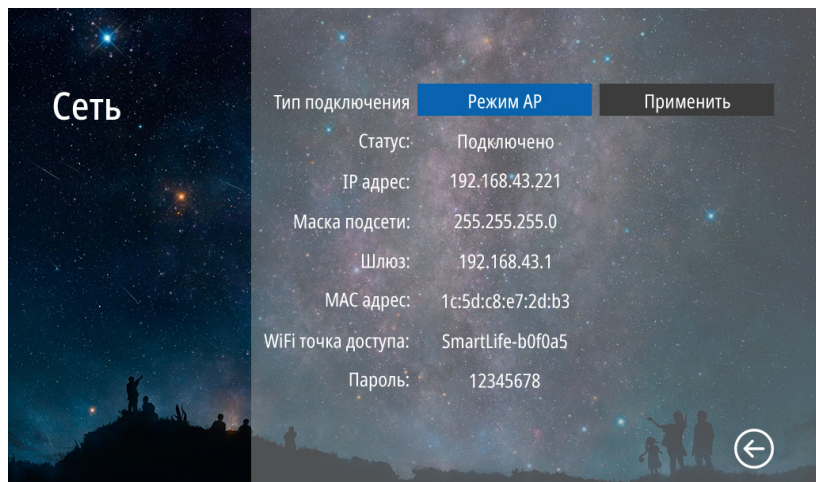 Сеть
Тип подключения Режим AP Применить
Статус: Подключено
IP адрес: 192.168.43.221
Маска подсети: 255.255.255.0
Шлюз: 192.168.43.1
MAC адрес: 1c:5d:c8:e7:2d:b3
WiFi точка доступа: SmartLife-b0f0a5
Пароль: 12345678